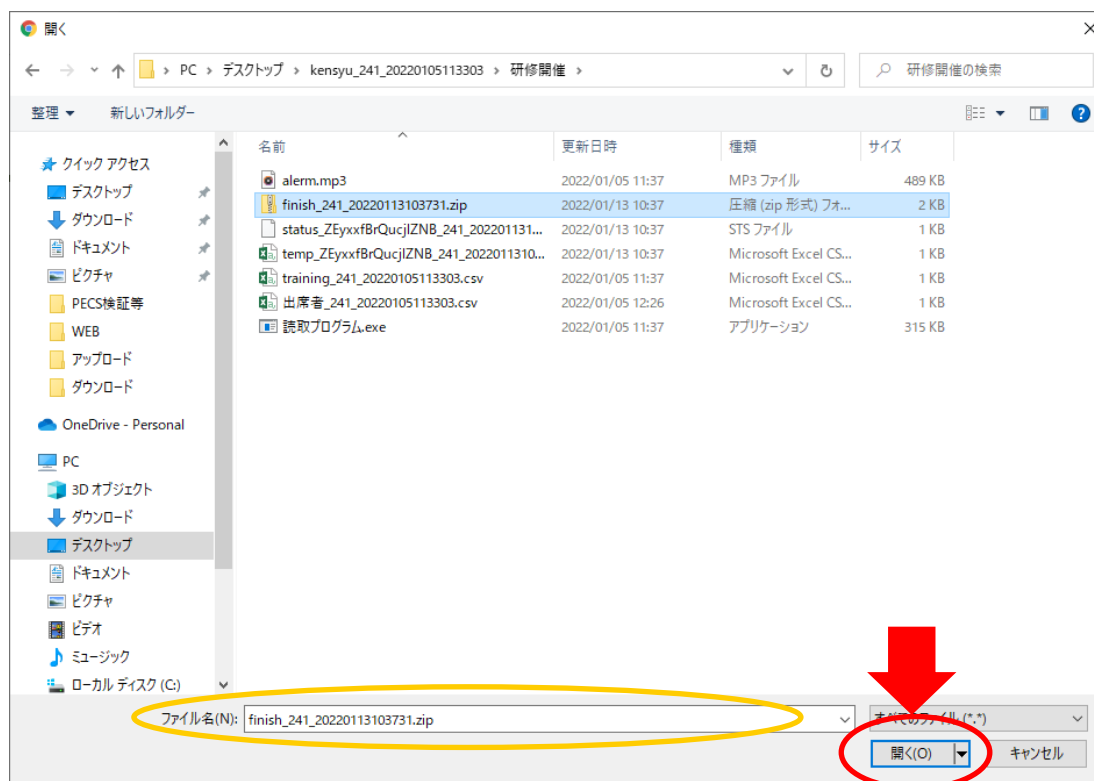 開く
PC › デスクトップ › kensyu_241_20220105113303 › 研修開催 ›
研修開催の検索
整理 新しいフォルダー
名前 更新日時 種類 サイズ
alerm.mp3 2022/01/05 11:37 MP3 ファイル 489 KB
finish_241_20220113103731.zip 2022/01/13 10:37 圧縮 (zip 形式) フォ... 2 KB
status_ZEyxxfBrQucjIZNB_241_202201131... 2022/01/13 10:37 STS ファイル 1 KB
temp_ZEyxxfBrQucjIZNB_241_2022011310... 2022/01/13 10:37 Microsoft Excel CS... 1 KB
training_241_20220105113303.csv 2022/01/05 11:37 Microsoft Excel CS... 1 KB
出席者_241_20220105113303.csv 2022/01/05 12:26 Microsoft Excel CS... 1 KB
読取プログラム.exe 2022/01/05 11:37 アプリケーション 315 KB
クイック アクセス
デスクトップ
ダウンロード
ドキュメント
ピクチャ
PECS検証等
WEB
アップロード
ダウンロード
OneDrive - Personal
PC
3D オブジェクト
ダウンロード
デスクトップ
ドキュメント
ピクチャ
ビデオ
ミュージック
ローカル ディスク (C:)
ファイル名(N): finish_241_20220113103731.zip
すべてのファイル (*.*)
開く(O) キャンセル